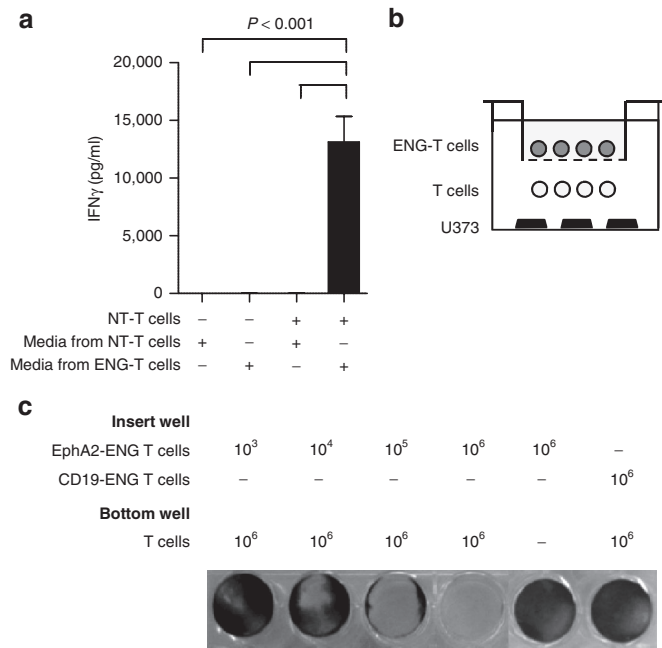 a
P < 0.001
20,000
15,000
10,000
5,000
0
IFNγ (pg/ml)
NT-T cells – – + +
Media from NT-T cells + – + –
Media from ENG-T cells – + – +
b
ENG-T cells
T cells
U373
c
Insert well
EphA2-ENG T cells 10³ 10⁴ 10⁵ 10⁶ 10⁶ –
CD19-ENG T cells – – – – – 10⁶
Bottom well
T cells 10⁶ 10⁶ 10⁶ 10⁶ – 10⁶